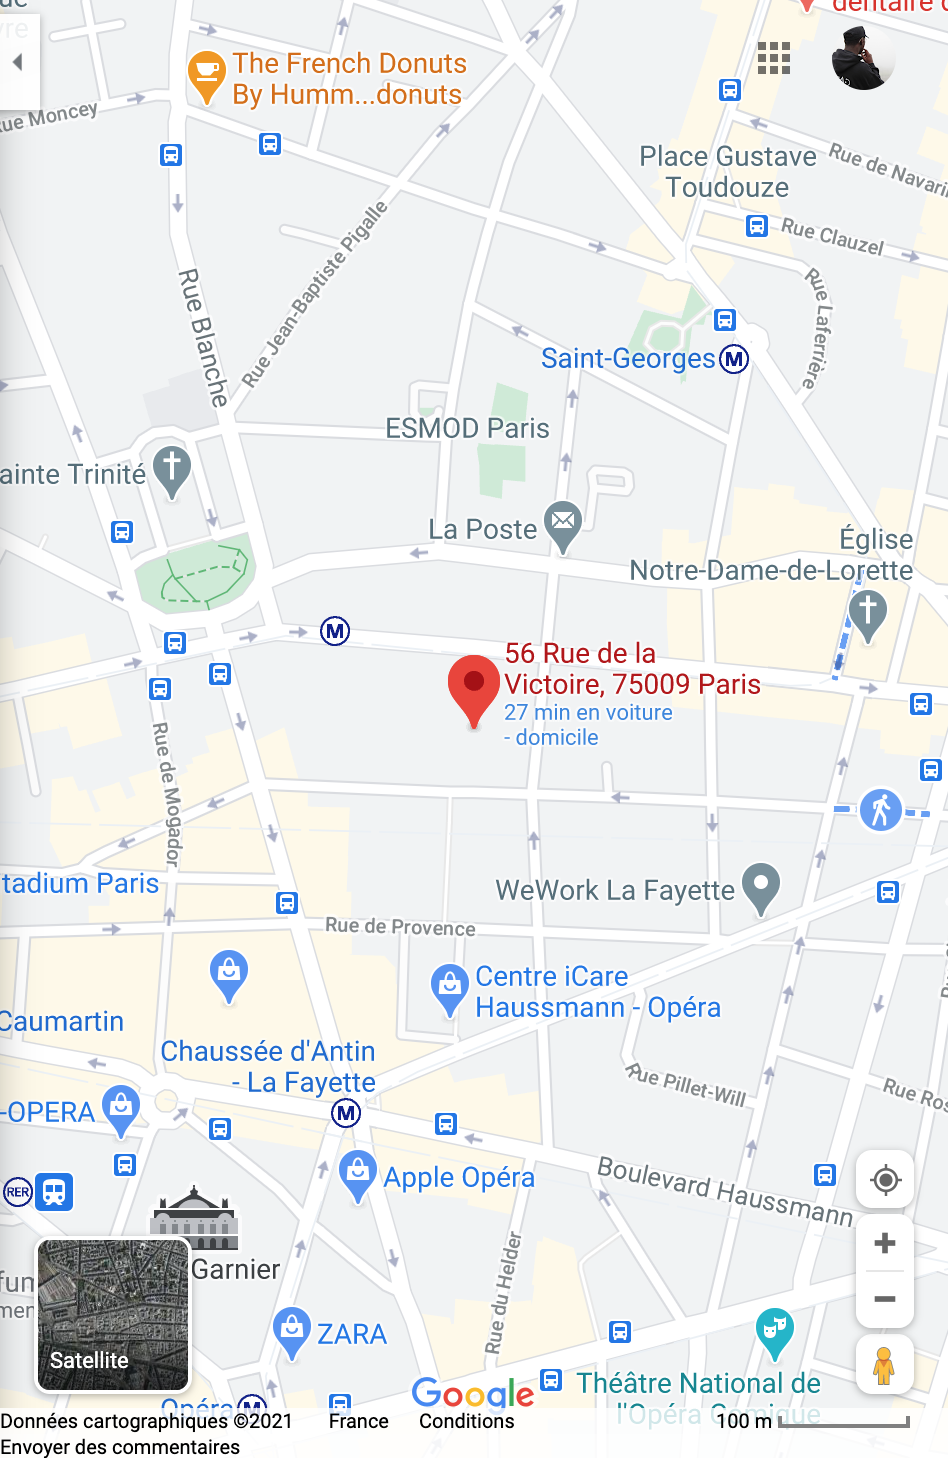 dentaire
The French Donuts
By Humm...donuts
Rue Moncey
Place Gustave
Toudouze
Rue de Navarin
Rue Clauzel
Rue Laferrière
Rue Jean-Baptiste Pigalle
Rue Blanche
Saint-Georges
M
ESMOD Paris
ainte Trinité
La Poste
Église
Notre-Dame-de-Lorette
M
56 Rue de la
Victoire, 75009 Paris
27 min en voiture
- domicile
Rue de Mogador
tadium Paris
WeWork La Fayette
Rue de Provence
Centre iCare
Haussmann - Opéra
Caumartin
Chaussée d'Antin
- La Fayette
M
Rue Pillet-Will
Rue Ros
-OPERA
Boulevard Haussmann
Apple Opéra
RER
Garnier
Rue du Helder
ZARA
Satellite
Google
Théâtre National de
l'Opéra Comique
Opéra
M
Données cartographiques ©2021 France Conditions 100 m
Envoyer des commentaires